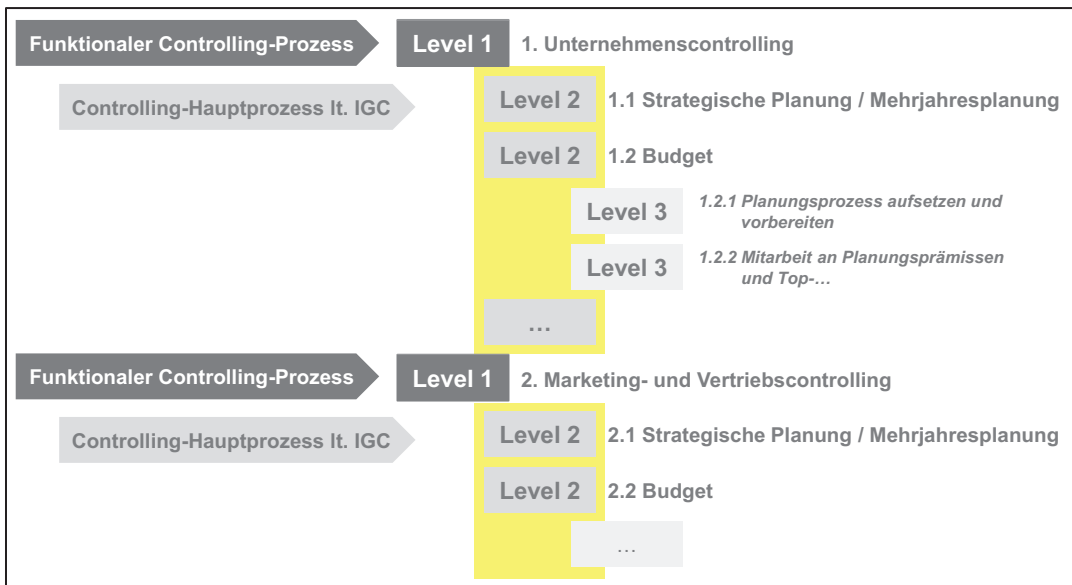 Funktionaler Controlling-Prozess Level 1 1. Unternehmenscontrolling
Controlling-Hauptprozess lt. IGC Level 2 1.1 Strategische Planung / Mehrjahresplanung
Level 2 1.2 Budget
Level 3 1.2.1 Planungsprozess aufsetzen und
vorbereiten
Level 3 1.2.2 Mitarbeit an Planungsprämissen
und Top-…
…
Funktionaler Controlling-Prozess Level 1 2. Marketing- und Vertriebscontrolling
Controlling-Hauptprozess lt. IGC Level 2 2.1 Strategische Planung / Mehrjahresplanung
Level 2 2.2 Budget
…